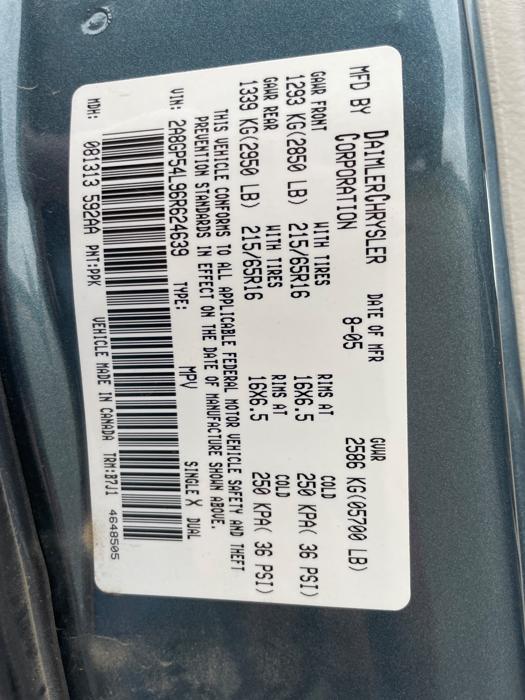 MFD BY DAIMLERCHRYSLER CORPORATION DATE OF MFR 8-05 GVWR 2586 KG(05700 LB)
GAWR FRONT WITH TIRES RIMS AT COLD
1293 KG(2850 LB) 215/65R16 16X6.5 250 KPA( 36 PSI)
GAWR REAR WITH TIRES RIMS AT COLD
1339 KG(2950 LB) 215/65R16 16X6.5 250 KPA( 36 PSI)
THIS VEHICLE CONFORMS TO ALL APPLICABLE FEDERAL MOTOR VEHICLE SAFETY AND THEFT
PREVENTION STANDARDS IN EFFECT ON THE DATE OF MANUFACTURE SHOWN ABOVE.
VIN: 2A8GP54L96R624639 TYPE: MPV SINGLE X DUAL
MDH: 081313 592AA PNT:PPK VEHICLE MADE IN CANADA TRM:B7J1 4648505